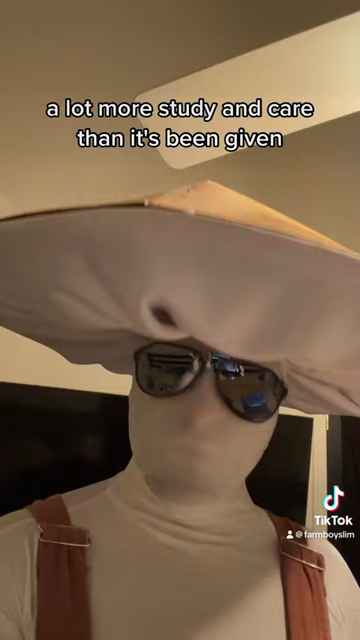 a lot more study and care
than it's been given
TikTok
@farmboyslim